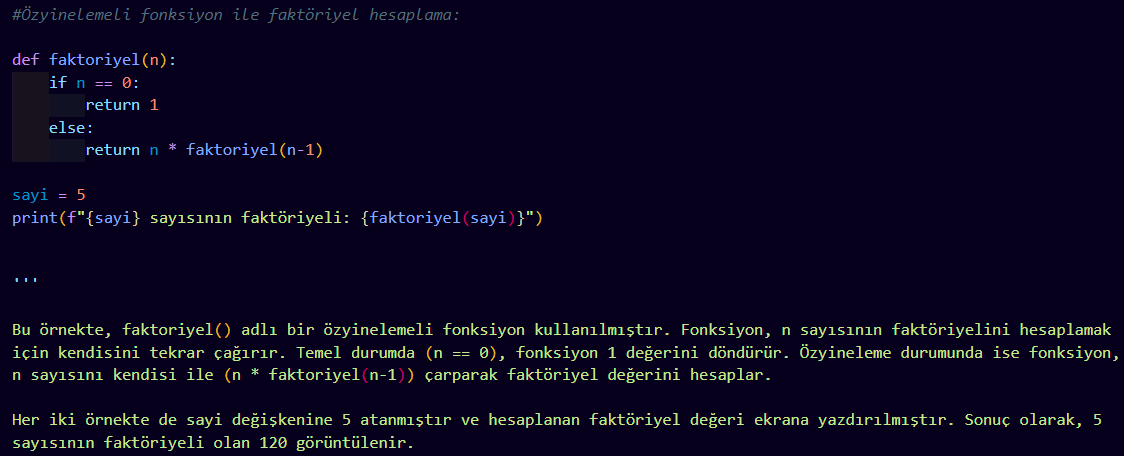 #Özyinelemeli fonksiyon ile faktöriyel hesaplama:
def faktoriyel(n):
    if n == 0:
        return 1
    else:
        return n * faktoriyel(n-1)
sayi = 5
print(f"{sayi} sayısının faktöriyeli: {faktoriyel(sayi)}")
'''
Bu örnekte, faktoriyel() adlı bir özyinelemeli fonksiyon kullanılmıştır. Fonksiyon, n sayısının faktöriyelini hesaplamak
için kendisini tekrar çağırır. Temel durumda (n == 0), fonksiyon 1 değerini döndürür. Özyineleme durumunda ise fonksiyon,
n sayısını kendisi ile (n * faktoriyel(n-1)) çarparak faktöriyel değerini hesaplar.
Her iki örnekte de sayi değişkenine 5 atanmıştır ve hesaplanan faktöriyel değeri ekrana yazdırılmıştır. Sonuç olarak, 5
sayısının faktöriyeli olan 120 görüntülenir.